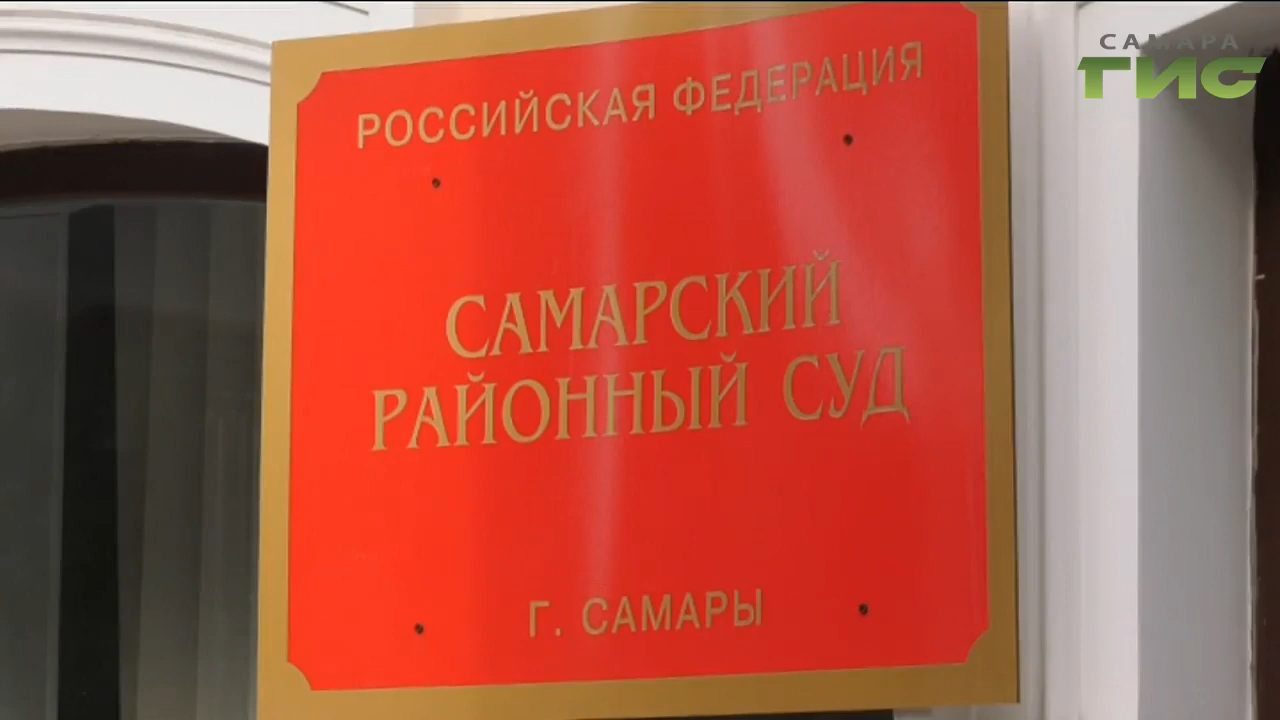 САМАРА
ГИС
РОССИЙСКАЯ ФЕДЕРАЦИЯ
САМАРСКИЙ
РАЙОННЫЙ СУД
Г. САМАРЫ